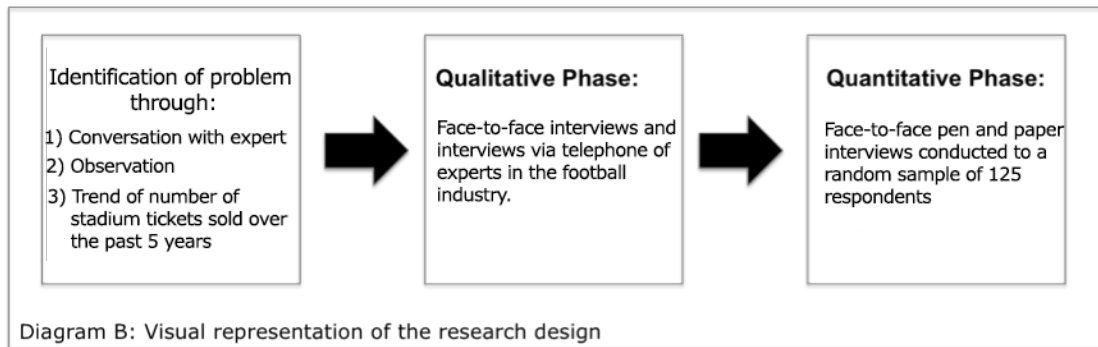 Identification of problem
through:
1) Conversation with expert
2) Observation
3) Trend of number of
stadium tickets sold over
the past 5 years
Qualitative Phase:
Face-to-face interviews and
interviews via telephone of
experts in the football
industry.
Quantitative Phase:
Face-to-face pen and paper
interviews conducted to a
random sample of 125
respondents
Diagram B: Visual representation of the research design